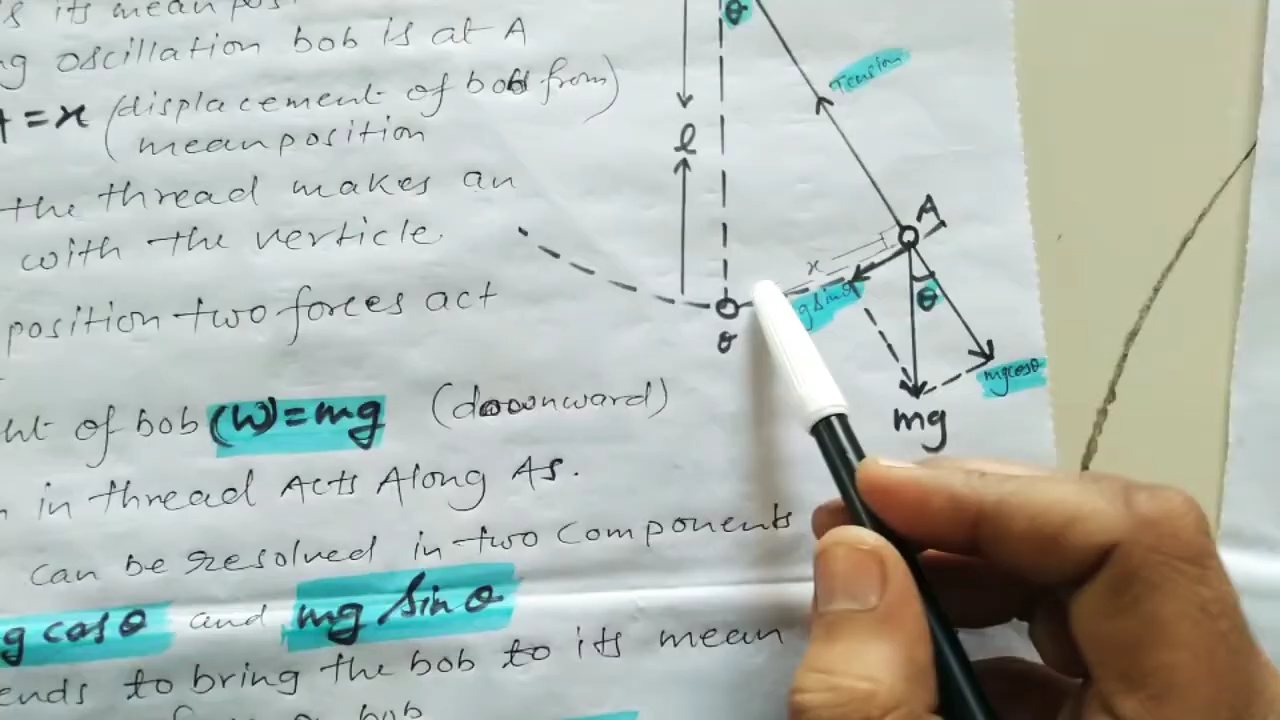 its mean pos
oscillation bob is at A
= x (displacement of bob from)
(mean position
the thread makes an
with the verticle.
position two forces act
of bob (W)=mg (downward)
in thread Acts Along AS.
can be resolved in two components
g cosθ and mg Sinθ
to bring the bob to its mean
bob
θ
Tension
l
A
x
g Sinθ
θ
mgcosθ
o
mg